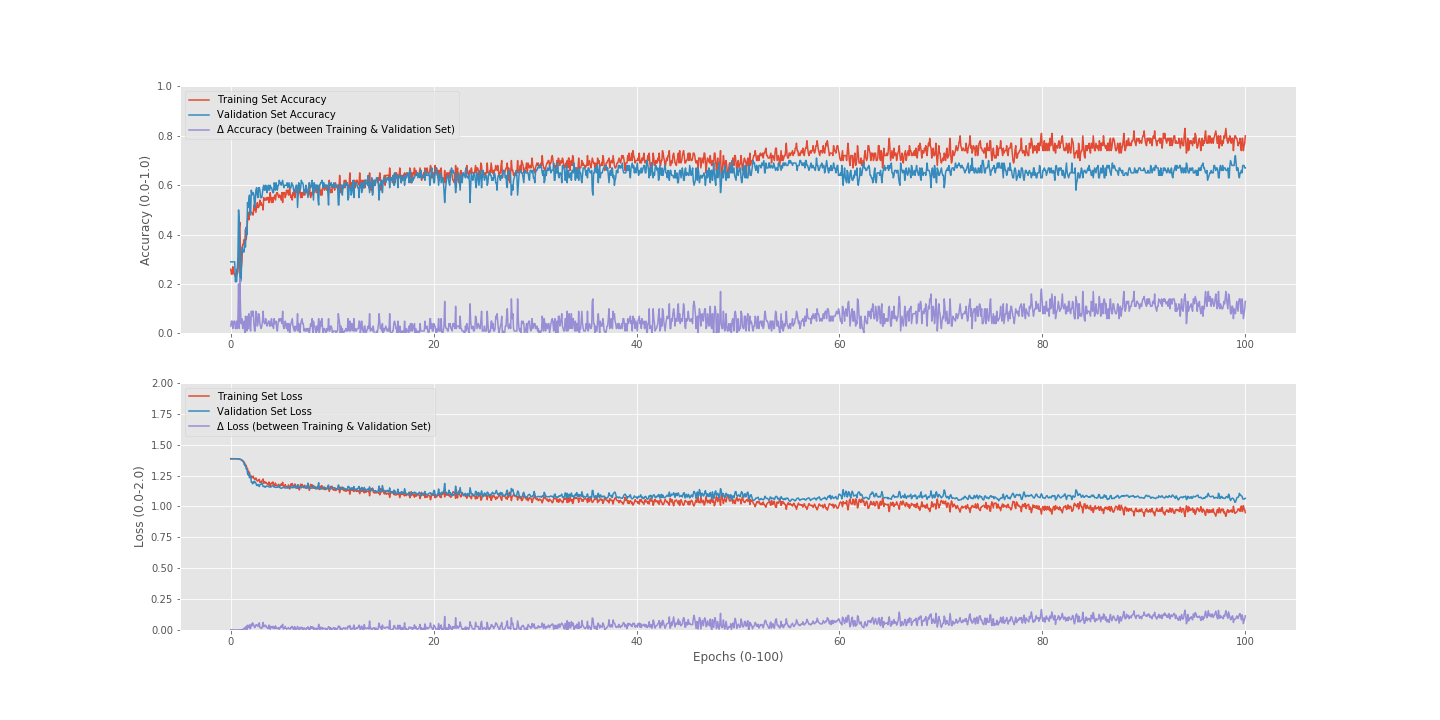 1.0
0.8
0.6
0.4
0.2
0.0
Accuracy (0.0-1.0)
Training Set Accuracy
Validation Set Accuracy
Δ Accuracy (between Training & Validation Set)
0 20 40 60 80 100
2.00
1.75
1.50
1.25
1.00
0.75
0.50
0.25
0.00
Loss (0.0-2.0)
Training Set Loss
Validation Set Loss
Δ Loss (between Training & Validation Set)
0 20 40 60 80 100
Epochs (0-100)